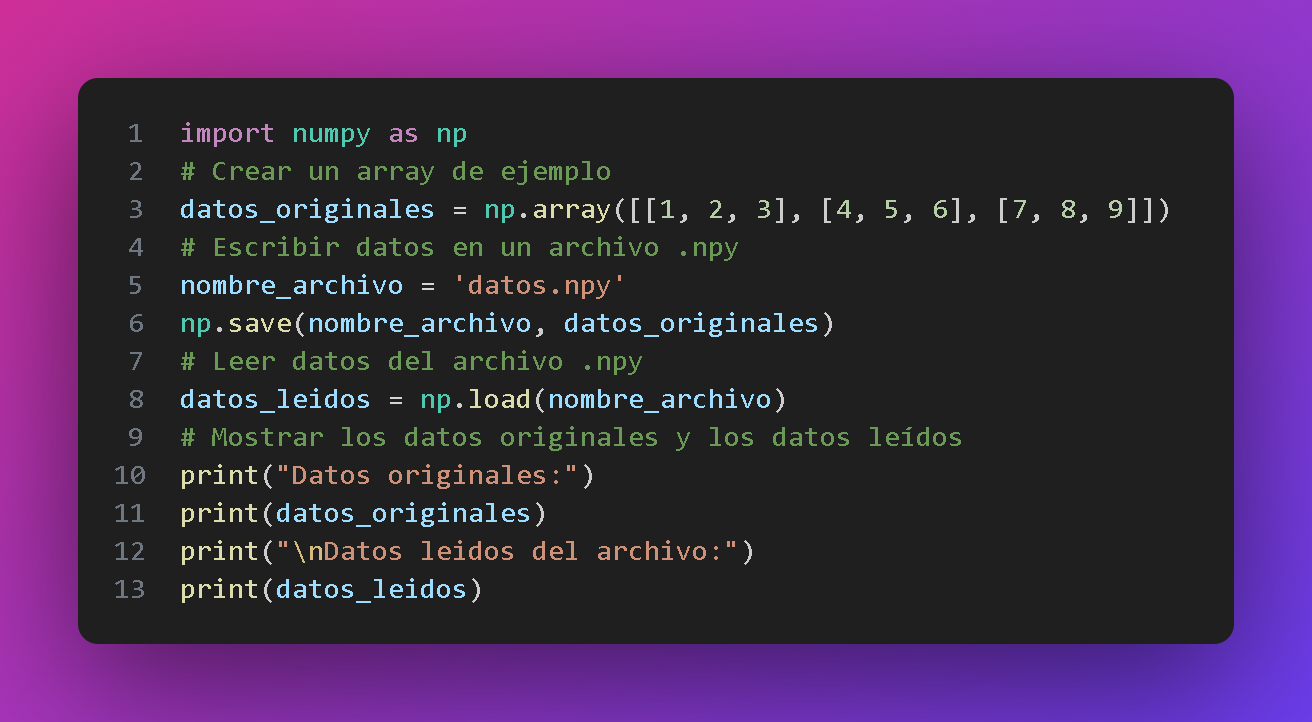 1 import numpy as np
2 # Crear un array de ejemplo
3 datos_originales = np.array([[1, 2, 3], [4, 5, 6], [7, 8, 9]])
4 # Escribir datos en un archivo .npy
5 nombre_archivo = 'datos.npy'
6 np.save(nombre_archivo, datos_originales)
7 # Leer datos del archivo .npy
8 datos_leidos = np.load(nombre_archivo)
9 # Mostrar los datos originales y los datos leídos
10 print("Datos originales:")
11 print(datos_originales)
12 print("\nDatos leidos del archivo:")
13 print(datos_leidos)